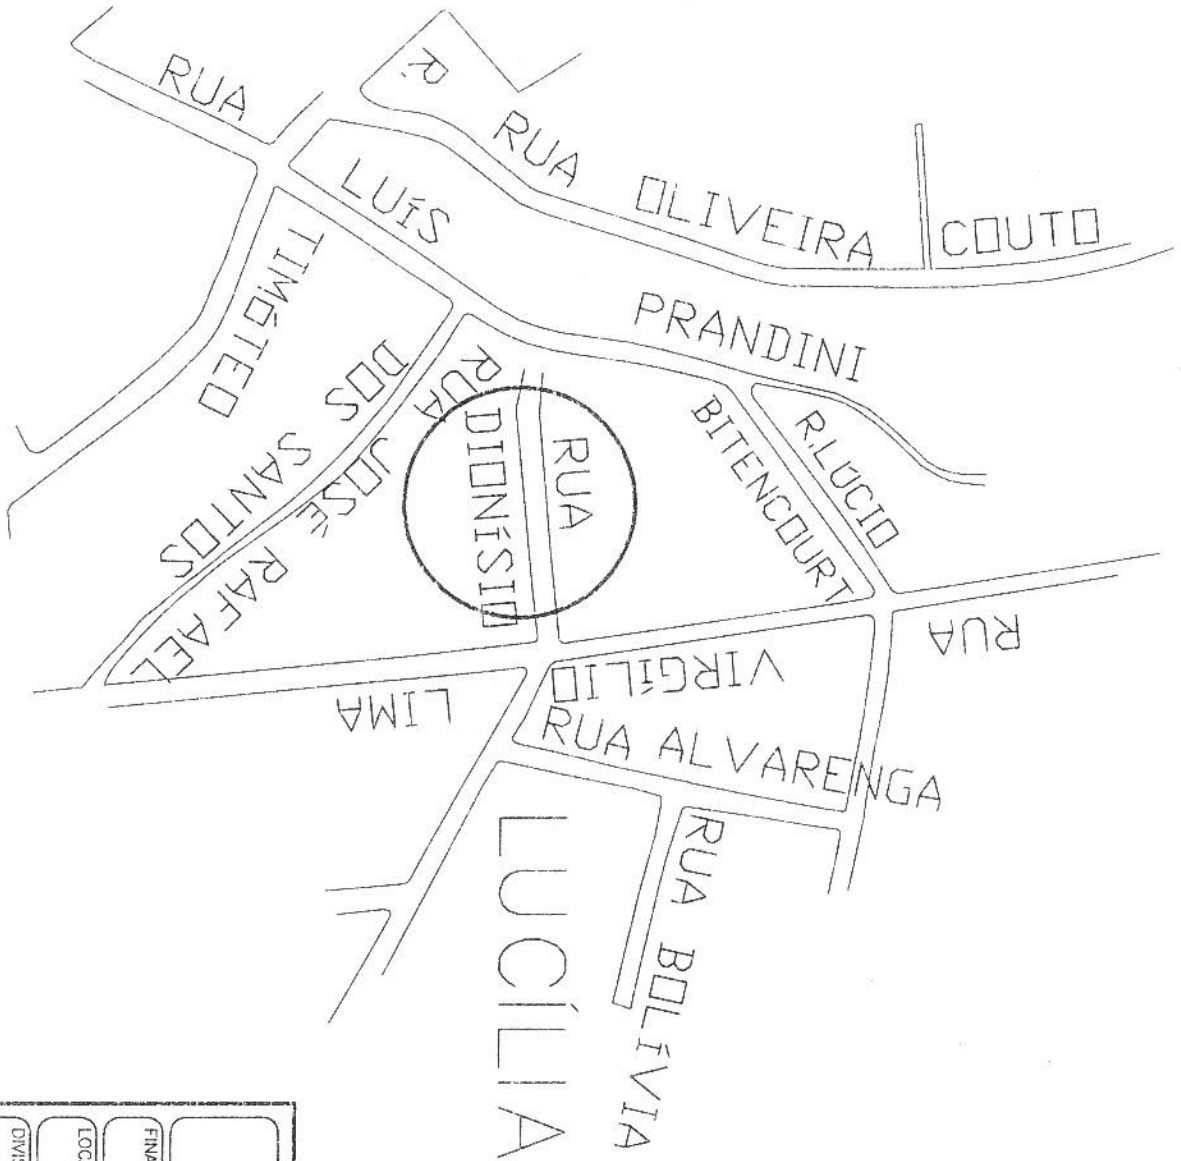 RUA LUÍS PRANDINI
R.
RUA OLIVEIRA COUTO
TIMÓTEO
RUA JOSÉ RAFAEL
DOS SANTOS
RUA
DIONÍSIO
R.LÚCIO
BITENCOURT
RUA VIRGÍLIO LIMA
RUA ALVARENGA
RUA BOLÍVIA
LUCÍLIA